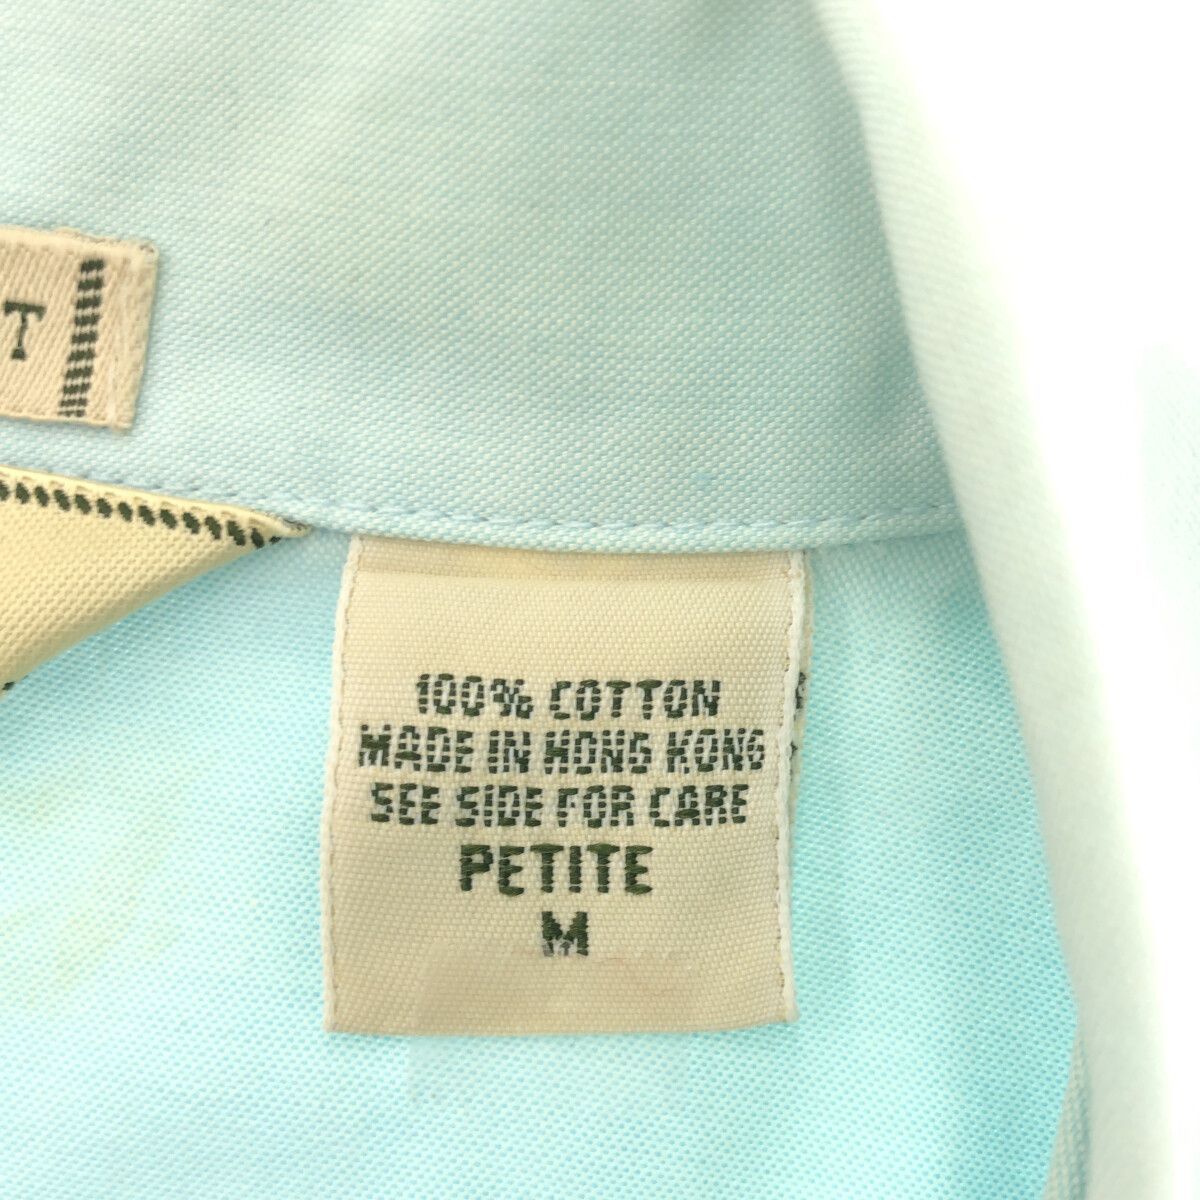 T
100% COTTON
MADE IN HONG KONG
SEE SIDE FOR CARE
PETITE
M